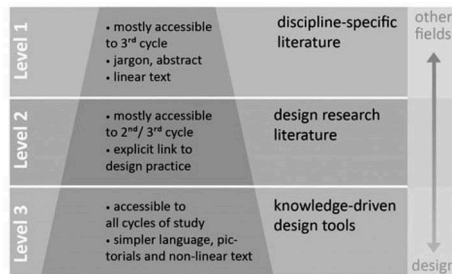 Level 1
• mostly accessible
to 3rd cycle
• jargon, abstract
• linear text
discipline-specific
literature
other
fields
Level 2
• mostly accessible
to 2nd/ 3rd cycle
• explicit link to
design practice
design research
literature
Level 3
• accessible to
all cycles of study
• simpler language, pic-
torials and non-linear text
knowledge-driven
design tools
design